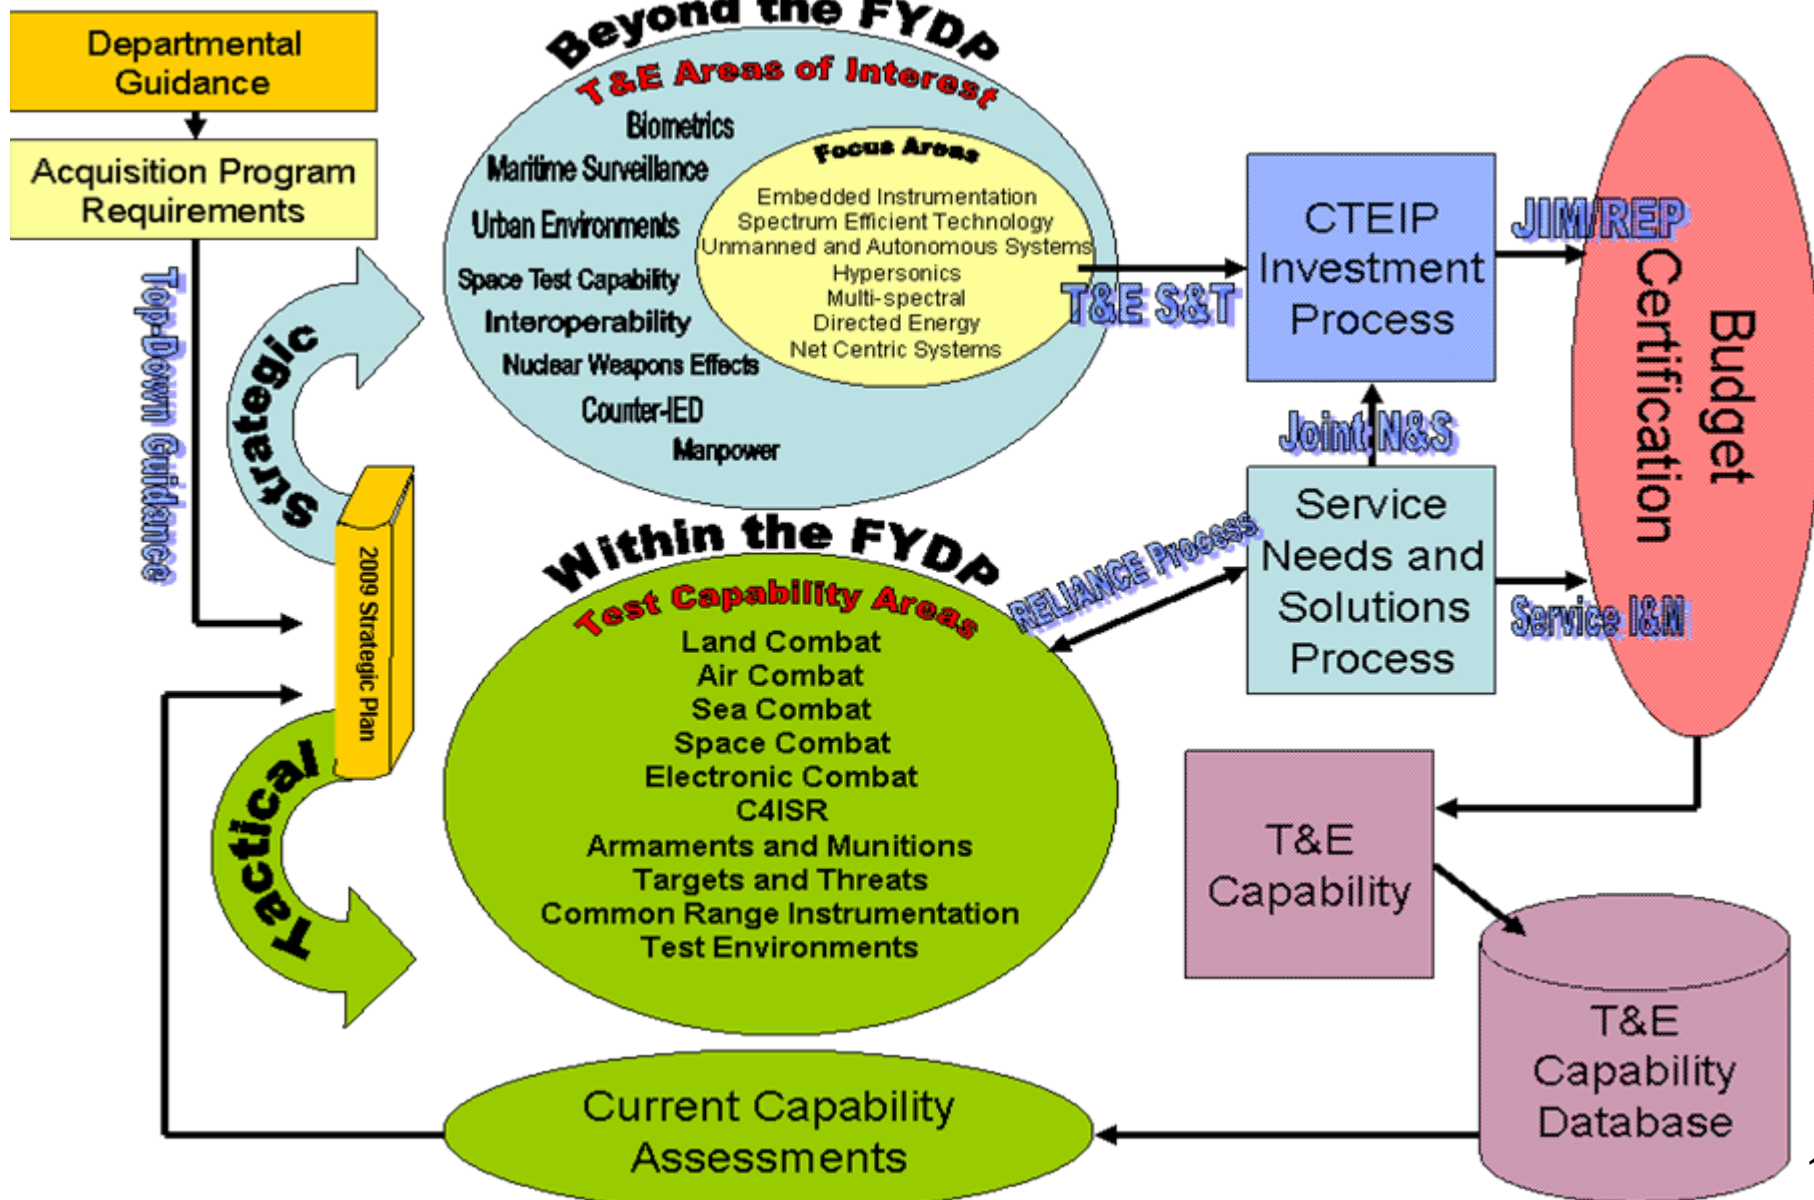 Departmental
Guidance
Acquisition Program
Requirements
Top-Down Guidance
Strategic
2009 Strategic Plan
Tactical
Beyond the FYDP
T&E Areas of Interest
Biometrics
Maritime Surveillance
Urban Environments
Space Test Capability
Interoperability
Nuclear Weapons Effects
Counter-IED
Manpower
Focus Areas
Embedded Instrumentation
Spectrum Efficient Technology
Unmanned and Autonomous Systems
Hypersonics
Multi-spectral
Directed Energy
Net Centric Systems
T&E S&T
CTEIP
Investment
Process
JIM/REP
Joint N&S
Service
Needs and
Solutions
Process
Service I&M
Budget
Certification
Within the FYDP
Test Capability Areas
Land Combat
Air Combat
Sea Combat
Space Combat
Electronic Combat
C4ISR
Armaments and Munitions
Targets and Threats
Common Range Instrumentation
Test Environments
RELIANCE Process
T&E
Capability
T&E
Capability
Database
Current Capability
Assessments